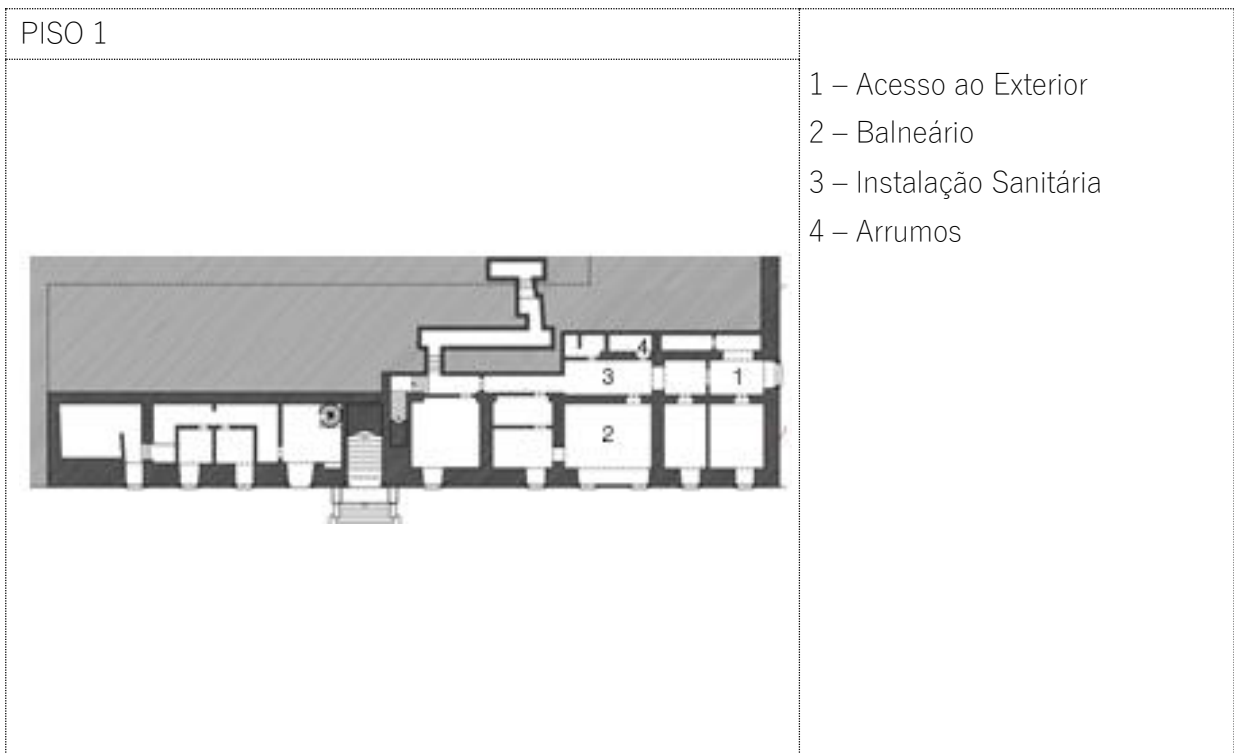 PISO 1
1 – Acesso ao Exterior
2 – Balneário
3 – Instalação Sanitária
4 – Arrumos
4
3
1
2